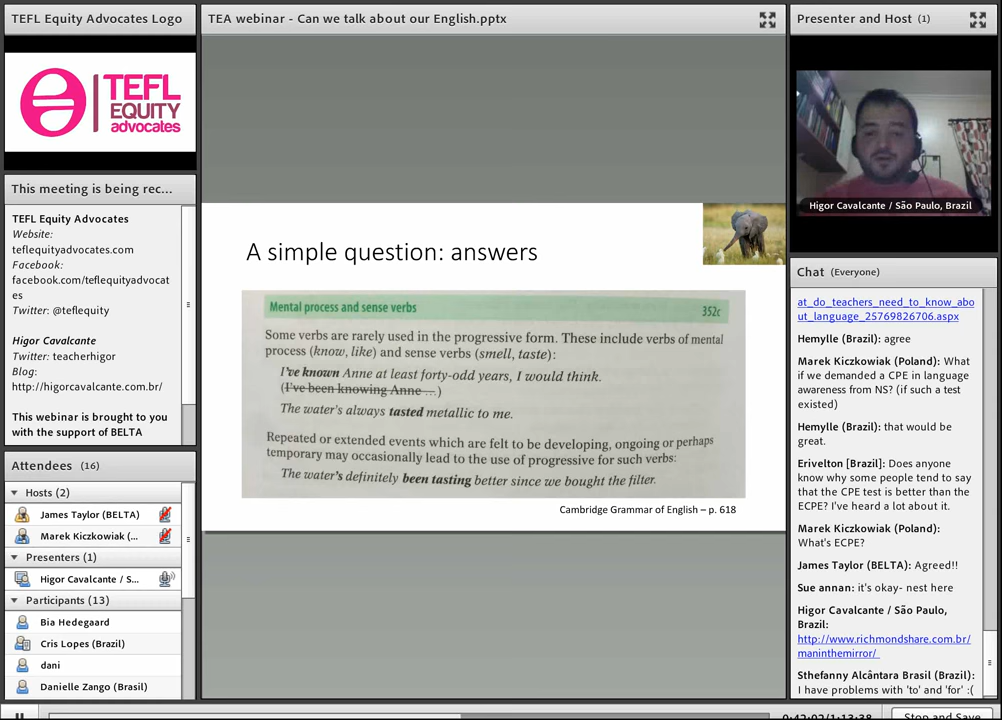 TEFL Equity Advocates Logo
TEFL
EQUITY
advocates
This meeting is being rec...
TEFL Equity Advocates
Website:
teflequityadvocates.com
Facebook:
facebook.com/teflequityadvocat
es
Twitter: @teflequity
Higor Cavalcante
Twitter: teacherhigor
Blog:
http://higorcavalcante.com.br/
This webinar is brought to you
with the support of BELTA
Attendees (16)
Hosts (2)
James Taylor (BELTA)
Marek Kiczkowiak (...
Presenters (1)
Higor Cavalcante / S...
Participants (13)
Bia Hedegaard
Cris Lopes (Brazil)
dani
Danielle Zango (Brasil)
TEA webinar - Can we talk about our English.pptx
A simple question: answers
Mental process and sense verbs 352c
Some verbs are rarely used in the progressive form. These include verbs of mental
process (know, like) and sense verbs (smell, taste):
I've known Anne at least forty-odd years, I would think.
(I've been knowing Anne ... )
The water's always tasted metallic to me.
Repeated or extended events which are felt to be developing, ongoing or perhaps
temporary may occasionally lead to the use of progressive for such verbs:
The water's definitely been tasting better since we bought the filter.
Cambridge Grammar of English – p. 618
Presenter and Host (1)
Higor Cavalcante / São Paulo, Brazil
Chat (Everyone)
at_do_teachers_need_to_know_abo
ut_language_25769826706.aspx
Hemylle (Brazil): agree
Marek Kiczkowiak (Poland): What
if we demanded a CPE in language
awareness from NS? (if such a test
existed)
Hemylle (Brazil): that would be
great.
Erivelton [Brazil]: Does anyone
know why some people tend to say
that the CPE test is better than the
ECPE? I've heard a lot about it.
Marek Kiczkowiak (Poland):
What's ECPE?
James Taylor (BELTA): Agreed!!
Sue annan: it's okay- nest here
Higor Cavalcante / São Paulo,
Brazil:
http://www.richmondshare.com.br/
maninthemirror/
Sthefanny Alcântara Brasil (Brazil):
I have problems with 'to' and 'for' :(
0:42:02/1:13:38
Stop and Save